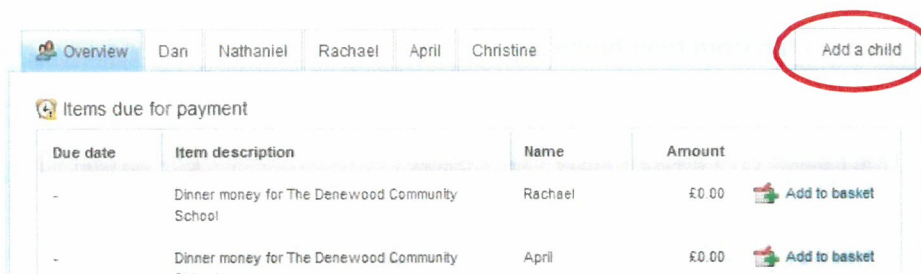 Overview Dan Nathaniel Rachael April Christine Add a child
Items due for payment
Due date Item description Name Amount
- Dinner money for The Denewood Community Rachael £0.00 Add to basket
School
- Dinner money for The Denewood Community April £0.00 Add to basket